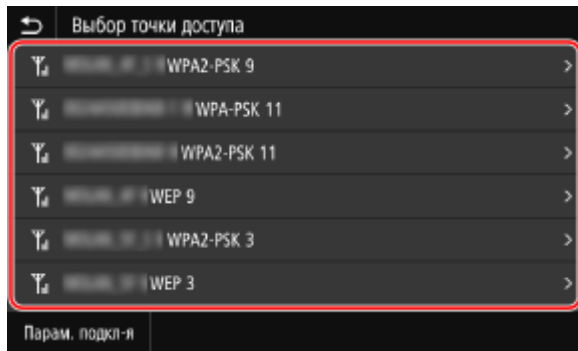 Выбор точки доступа
WPA2-PSK 9
WPA-PSK 11
WPA2-PSK 11
WEP 9
WPA2-PSK 3
WEP 3
Парам. подкл-я